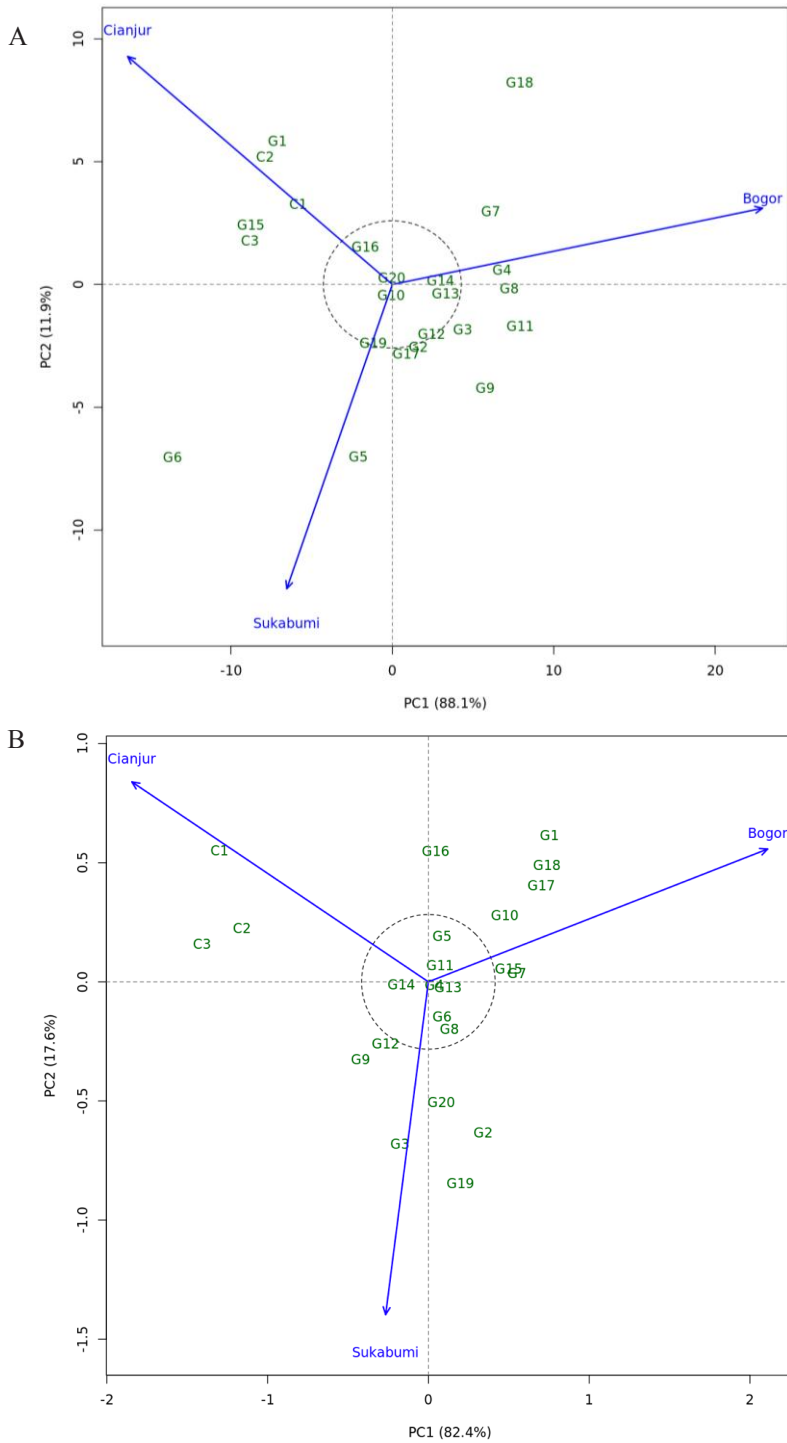 A
Cianjur
10
G18
G1
C2
5
C1
G7
Bogor
G15
C3
G16
G20
G14
G4
0
G10
G13
G8
G12
G3
G11
G19
G2
G17
G9
-5
G6
G5
-10
Sukabumi
PC2 (11.9%)
-10
0
10
20
PC1 (88.1%)
B
1.0
Cianjur
Bogor
G1
C1
G16
0.5
G18
G17
G10
C2
C3
G5
G11
G15
G7
0.0
G14
G4
G13
G6
G8
G12
G9
-0.5
G20
G2
G3
G19
-1.0
-1.5
Sukabumi
PC2 (17.6%)
-2
-1
0
1
2
PC1 (82.4%)